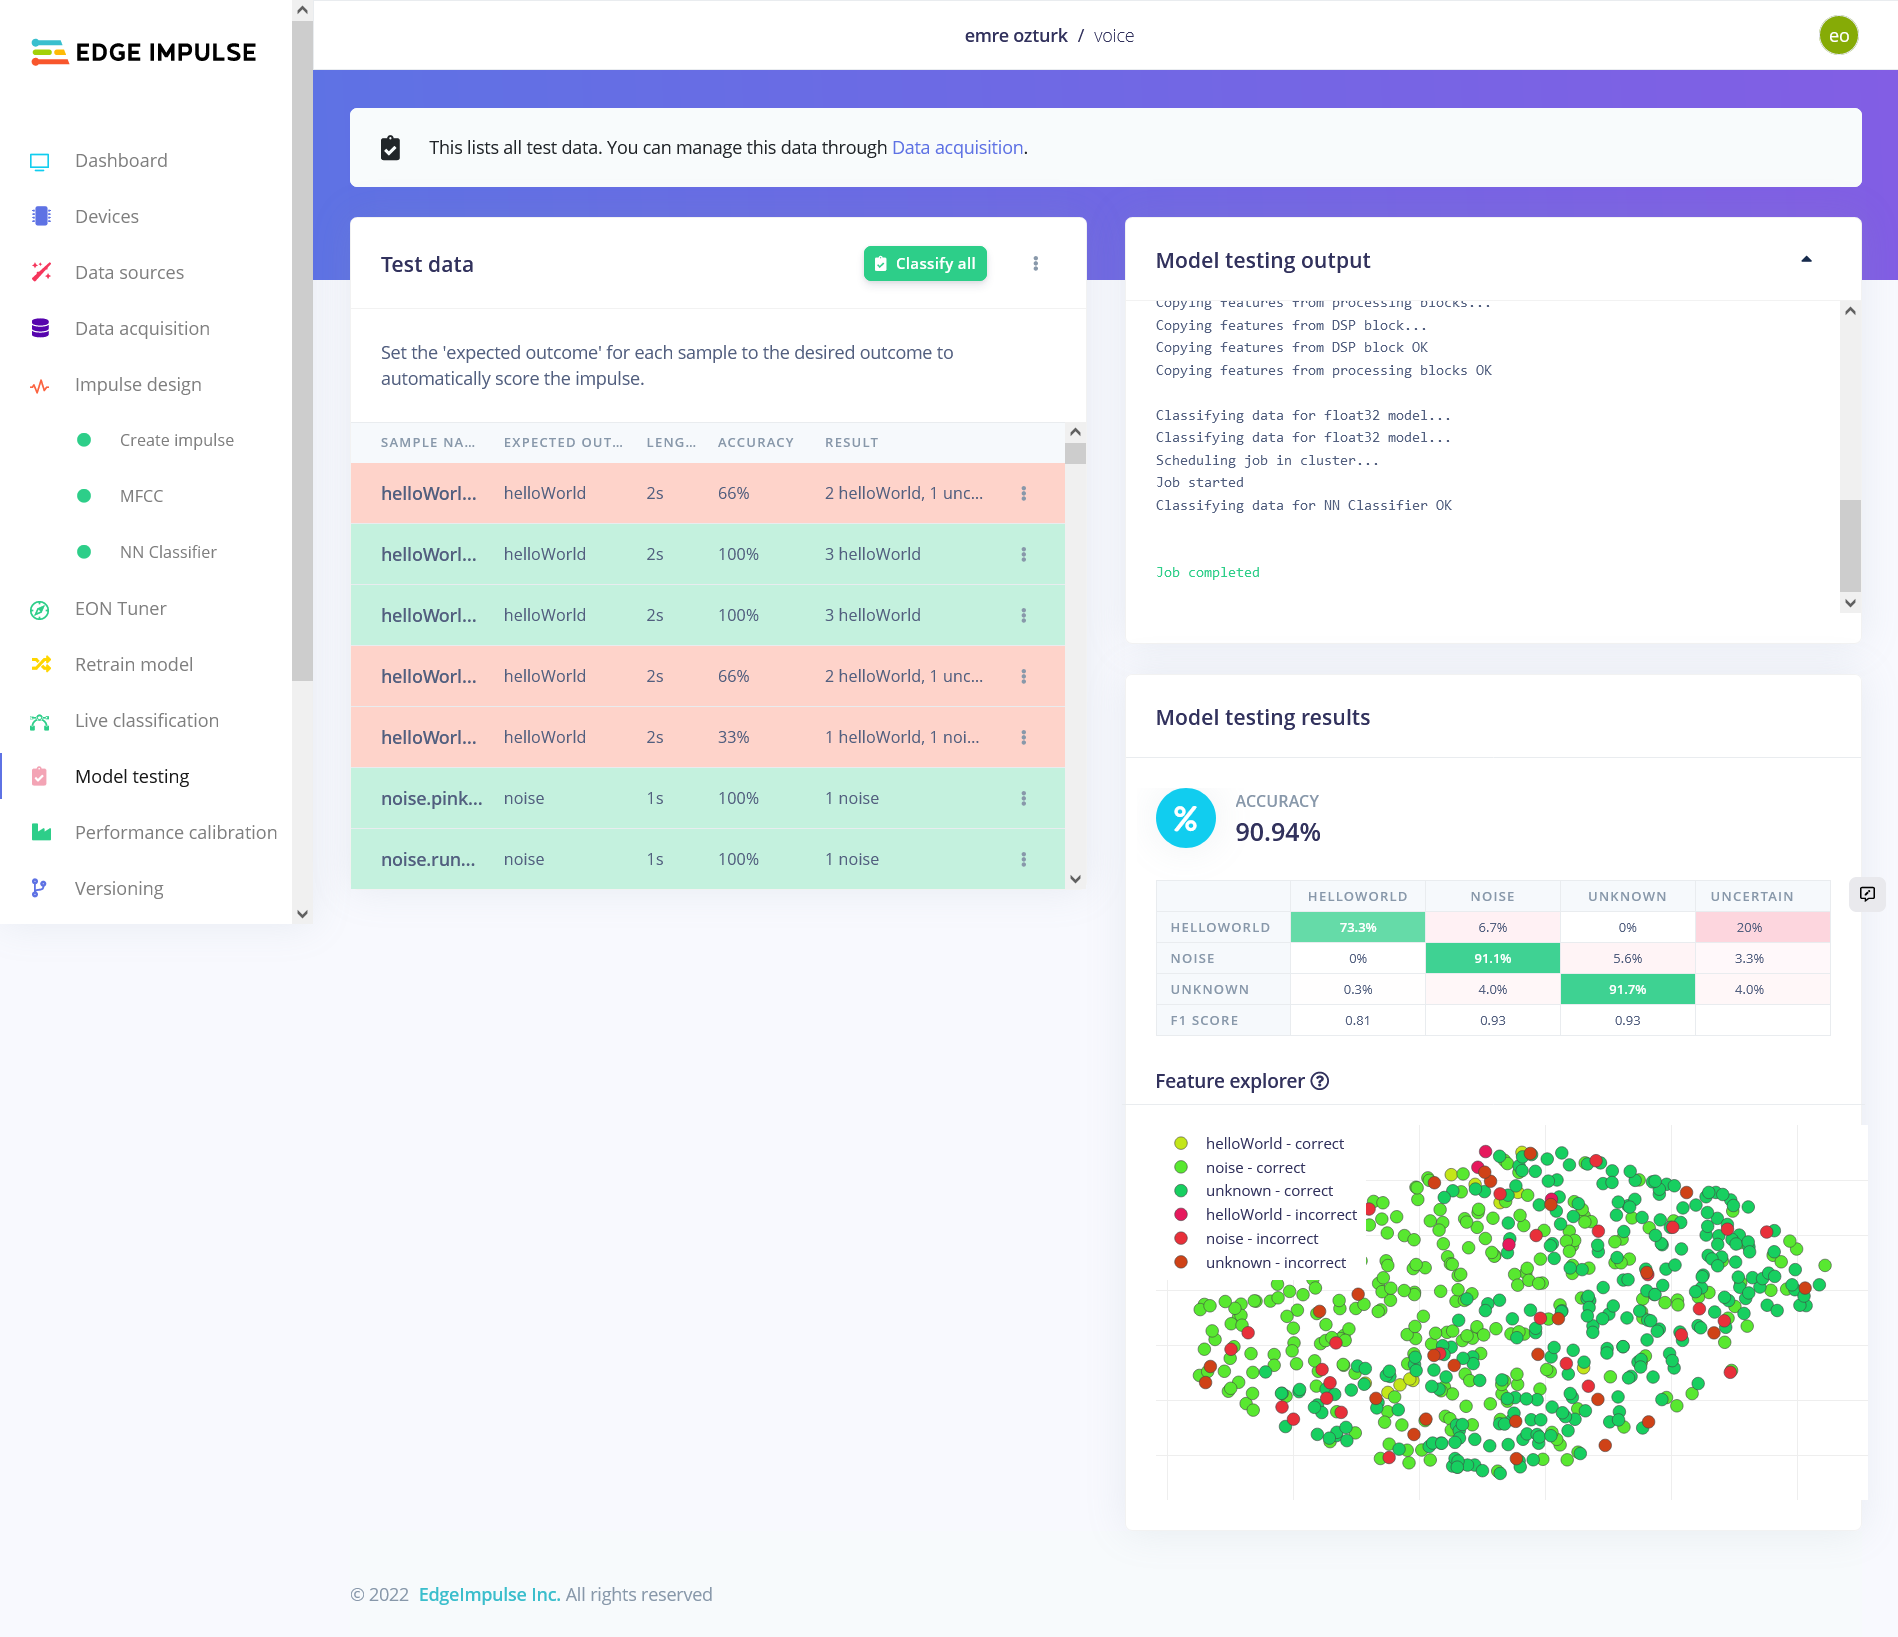 EDGE IMPULSE
Dashboard
Devices
Data sources
Data acquisition
Impulse design
Create impulse
MFCC
NN Classifier
EON Tuner
Retrain model
Live classification
Model testing
Performance calibration
Versioning
emre ozturk / voice
eo
This lists all test data. You can manage this data through Data acquisition.
Test data
Classify all
Set the 'expected outcome' for each sample to the desired outcome to
automatically score the impulse.
SAMPLE NA... EXPECTED OUT... LENG... ACCURACY RESULT
helloWorl... helloWorld 2s 66% 2 helloWorld, 1 unc...
helloWorl... helloWorld 2s 100% 3 helloWorld
helloWorl... helloWorld 2s 100% 3 helloWorld
helloWorl... helloWorld 2s 66% 2 helloWorld, 1 unc...
helloWorl... helloWorld 2s 33% 1 helloWorld, 1 noi...
noise.pink... noise 1s 100% 1 noise
noise.run... noise 1s 100% 1 noise
Model testing output
Copying features from processing blocks...
Copying features from DSP block...
Copying features from DSP block OK
Copying features from processing blocks OK
Classifying data for float32 model...
Classifying data for float32 model...
Scheduling job in cluster...
Job started
Classifying data for NN Classifier OK
Job completed
Model testing results
%
ACCURACY
90.94%
HELLOWORLD NOISE UNKNOWN UNCERTAIN
HELLOWORLD 73.3% 6.7% 0% 20%
NOISE 0% 91.1% 5.6% 3.3%
UNKNOWN 0.3% 4.0% 91.7% 4.0%
F1 SCORE 0.81 0.93 0.93
Feature explorer
helloWorld - correct
noise - correct
unknown - correct
helloWorld - incorrect
noise - incorrect
unknown - incorrect
© 2022 EdgeImpulse Inc. All rights reserved